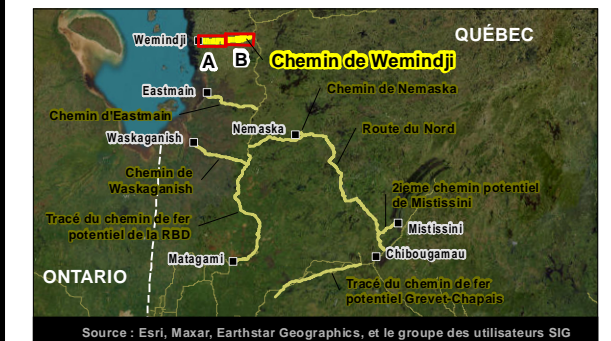 QUÉBEC
Wemindji
A
B
Chemin de Wemindji
Eastmain
Chemin de Nemaska
Chemin d'Eastmain
Nemaska
Route du Nord
Waskaganish
Chemin de
Waskaganish
2ieme chemin potentiel
de Mistissini
Tracé du chemin de fer
potentiel de la RBD
Mistissini
Matagami
Chibougamau
ONTARIO
Tracé du chemin de fer
potentiel Grevet-Chapais
Source : Esri, Maxar, Earthstar Geographics, et le groupe des utilisateurs SIG